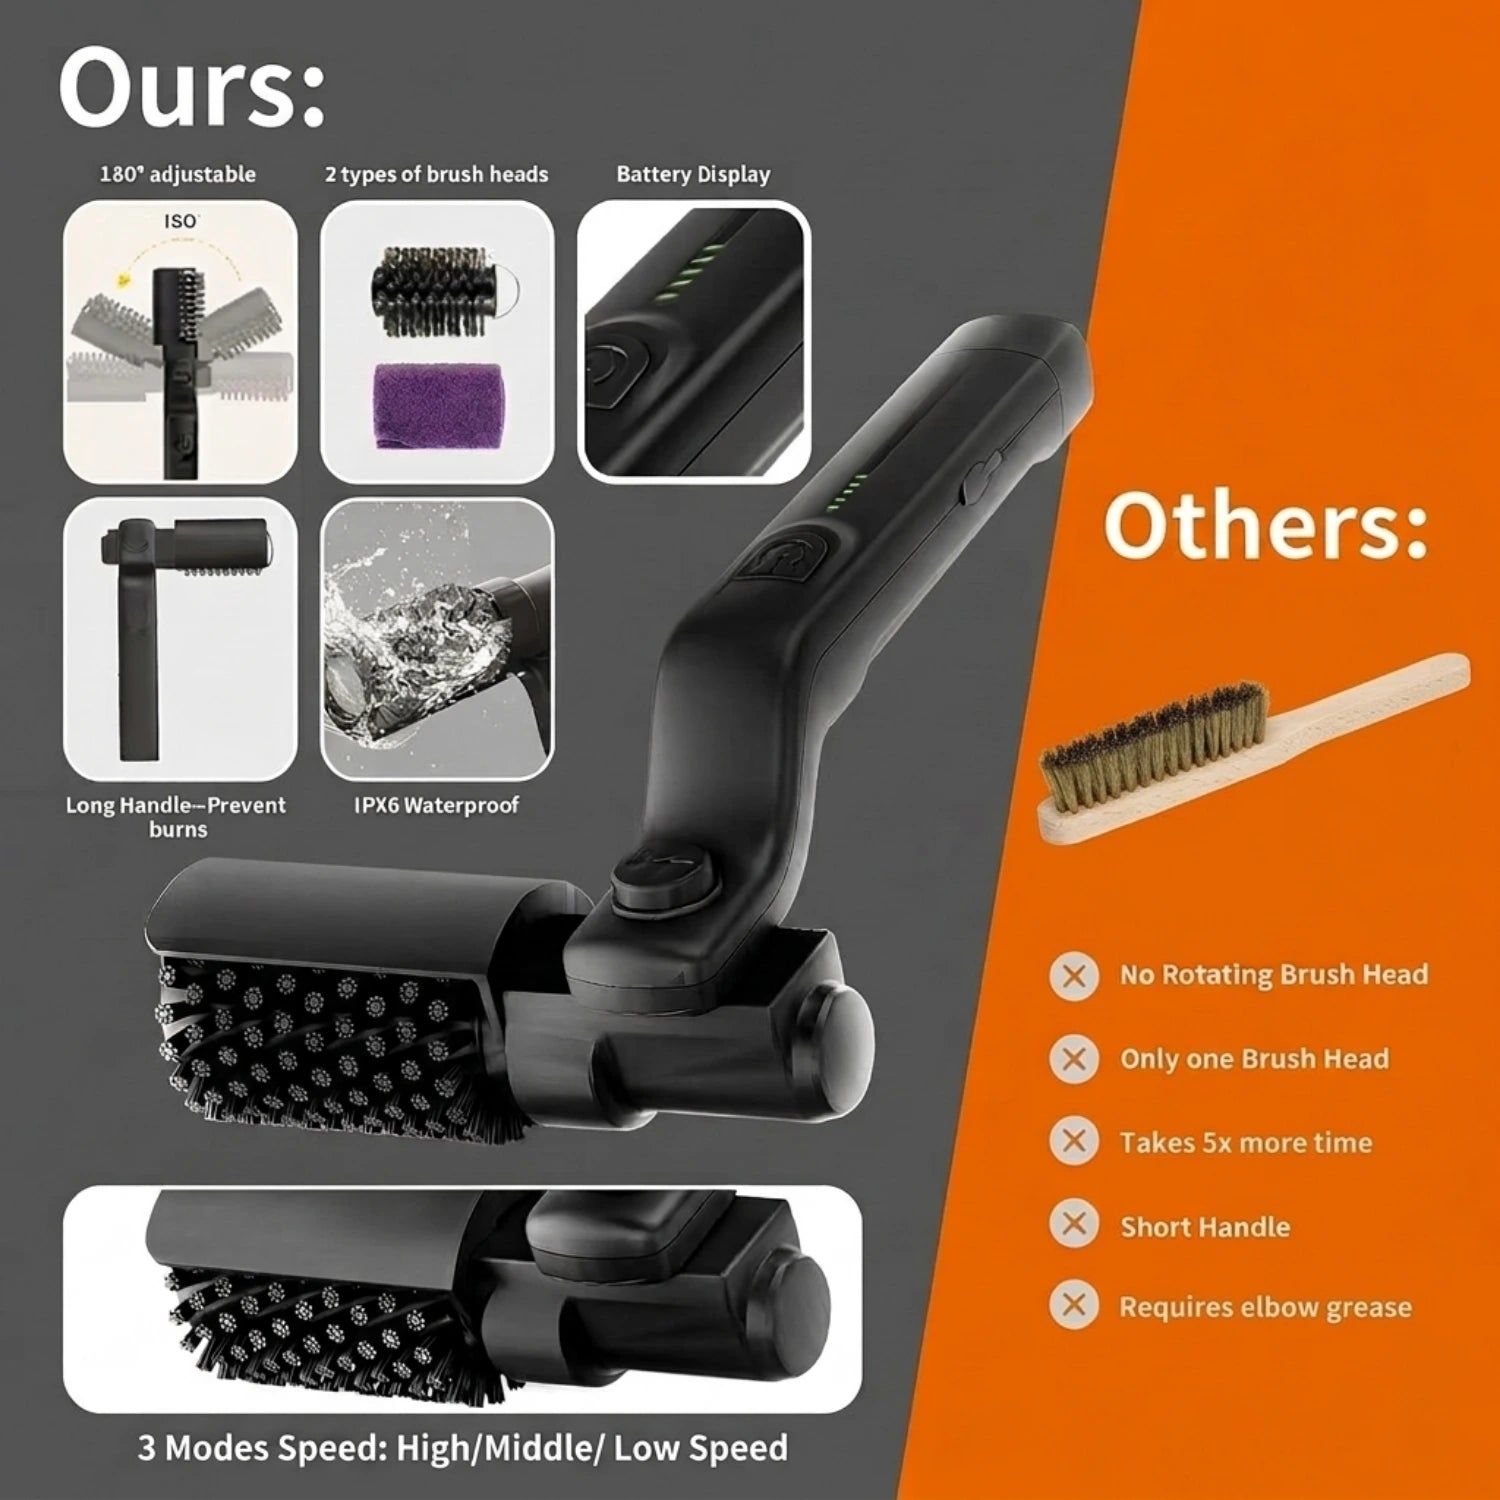 Ours:
180° adjustable
2 types of brush heads
Battery Display
ISO
Long Handle--Prevent
burns
IPX6 Waterproof
3 Modes Speed: High/Middle/ Low Speed
Others:
No Rotating Brush Head
Only one Brush Head
Takes 5x more time
Short Handle
Requires elbow grease